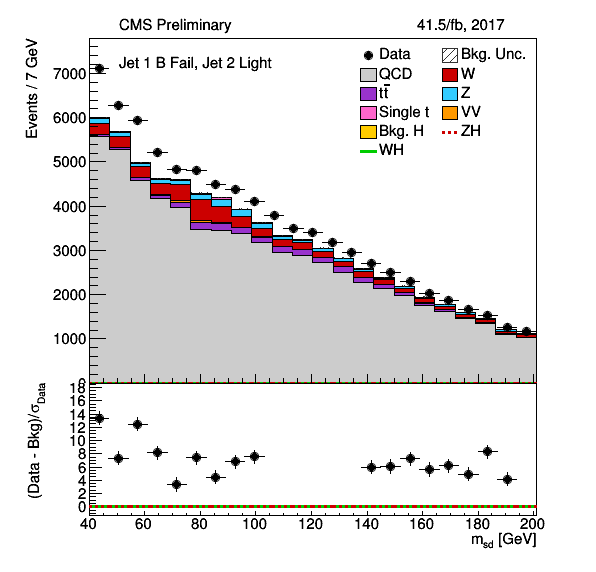 CMS Preliminary 41.5/fb, 2017
Jet 1 B Fail, Jet 2 Light
Data
Bkg. Unc.
QCD
W
tt̅
Z
Single t
VV
Bkg. H
ZH
WH
Events / 7 GeV
7000
6000
5000
4000
3000
2000
1000
0
(Data - Bkg)/σData
18
16
14
12
10
8
6
4
2
0
40 60 80 100 120 140 160 180 200
msd [GeV]